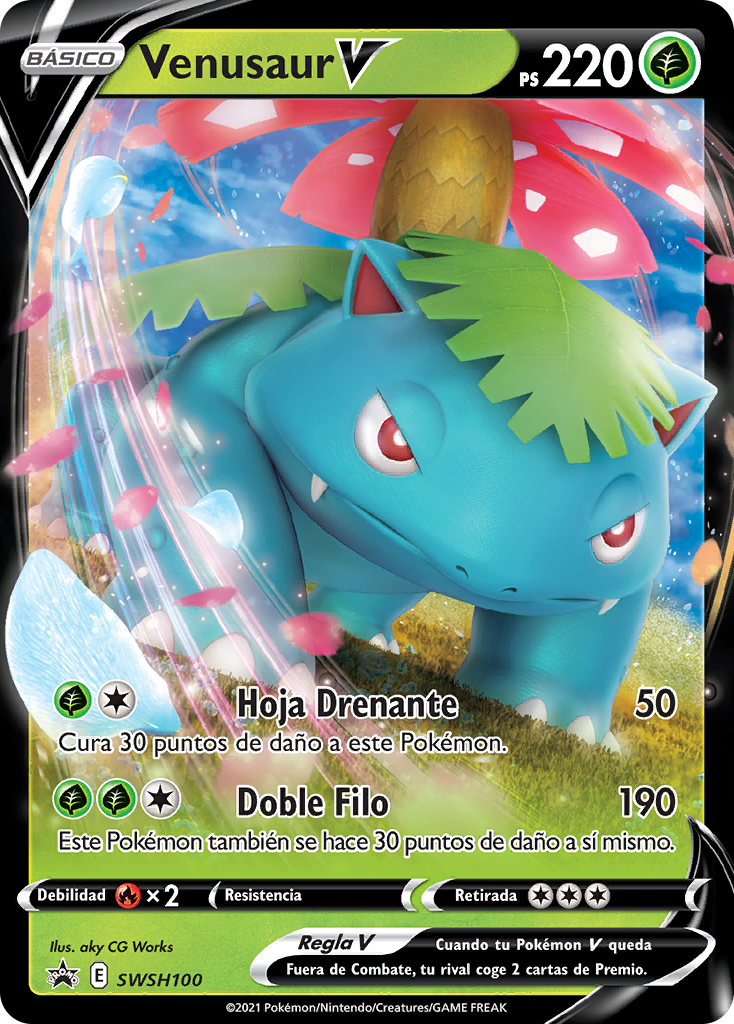 BÁSICO Venusaur V PS 220
Hoja Drenante 50
Cura 30 puntos de daño a este Pokémon.
Doble Filo 190
Este Pokémon también se hace 30 puntos de daño a sí mismo.
Debilidad ×2 Resistencia Retirada
Ilus. aky CG Works
Regla V Cuando tu Pokémon V queda
Fuera de Combate, tu rival coge 2 cartas de Premio.
PROMO E SWSH100
©2021 Pokémon/Nintendo/Creatures/GAME FREAK